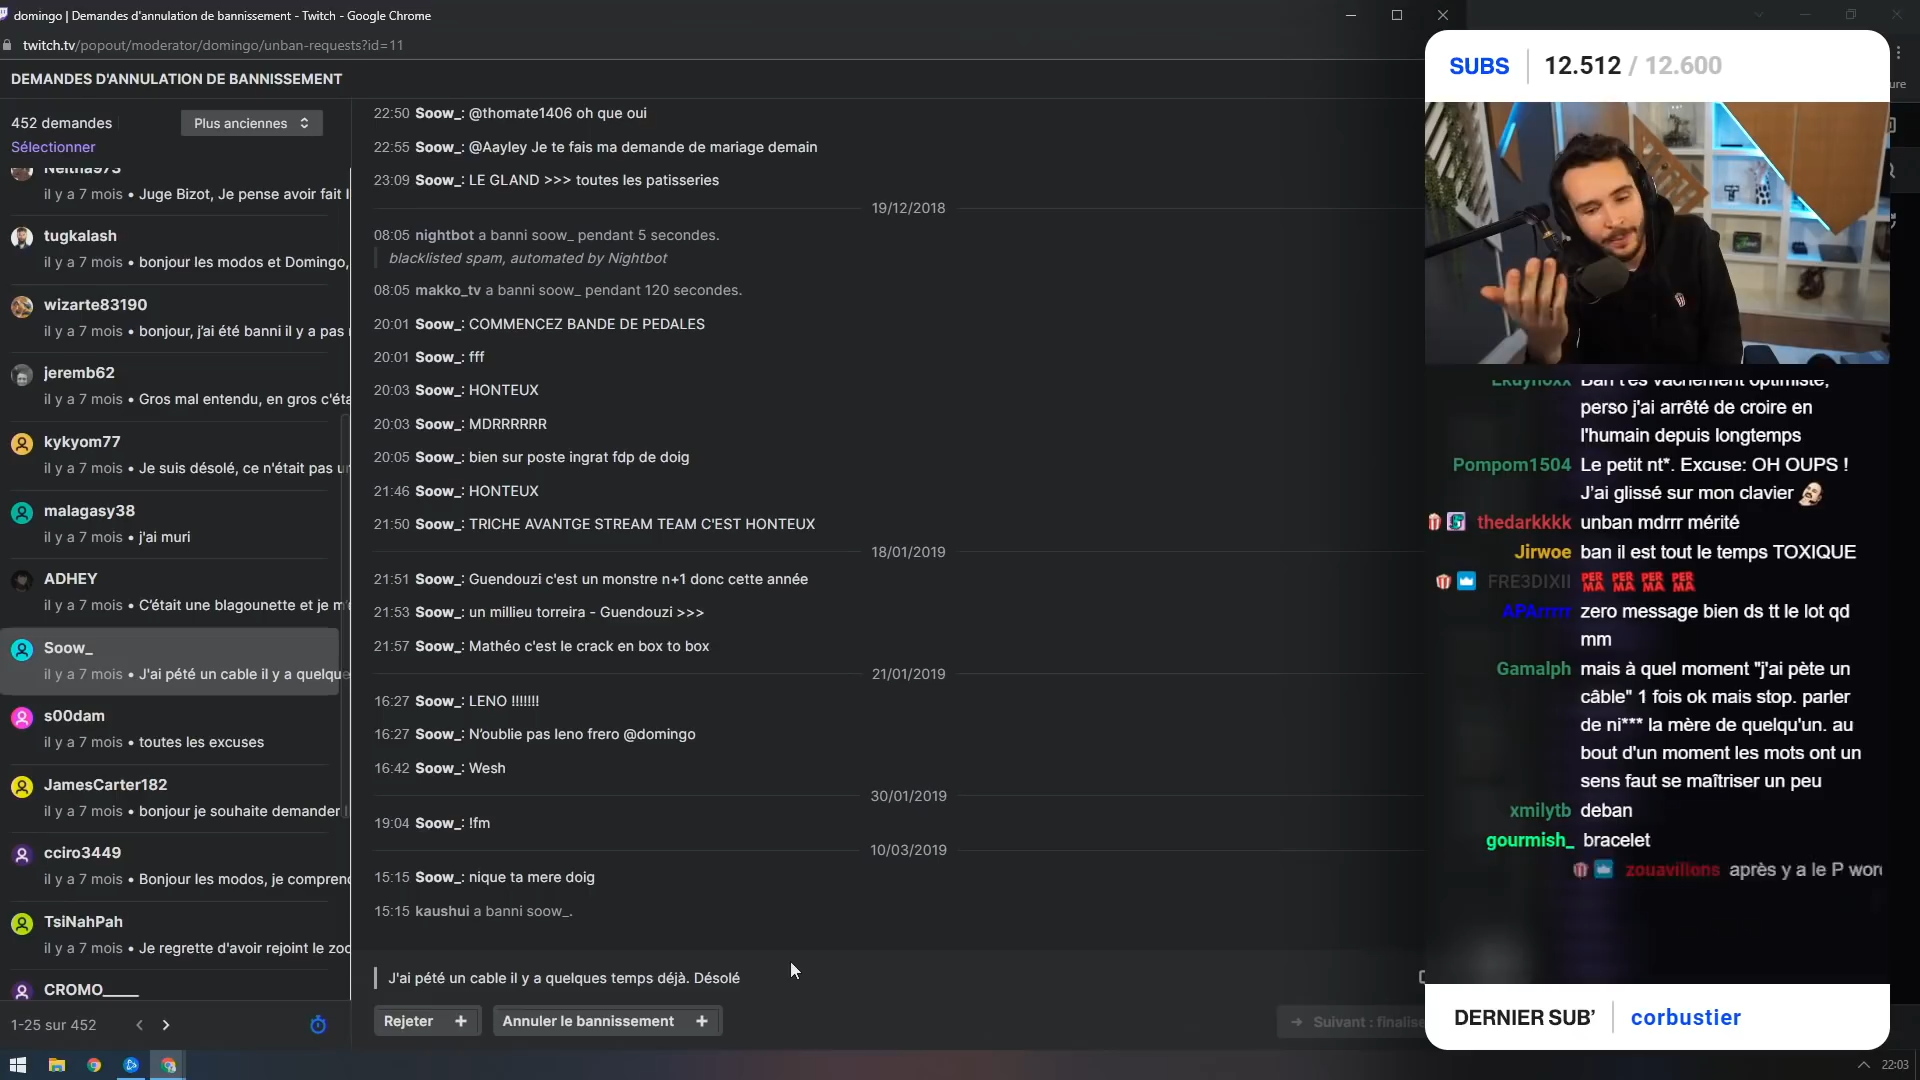 domingo | Demandes d'annulation de bannissement - Twitch - Google Chrome
twitch.tv/popout/moderator/domingo/unban-requests?id=11
DEMANDES D'ANNULATION DE BANNISSEMENT
452 demandes
Plus anciennes
Sélectionner
Neitha973
il y a 7 mois • Juge Bizot, Je pense avoir fait
tugkalash
il y a 7 mois • bonjour les modos et Domingo,
wizarte83190
il y a 7 mois • bonjour, j'ai été banni il y a pas
jeremb62
il y a 7 mois • Gros mal entendu, en gros c'éta
kykyom77
il y a 7 mois • Je suis désolé, ce n'était pas u
malagasy38
il y a 7 mois • j'ai muri
ADHEY
il y a 7 mois • C'était une blagounette et je m'
Soow_
il y a 7 mois • J'ai pété un cable il y a quelque
s00dam
il y a 7 mois • toutes les excuses
JamesCarter182
il y a 7 mois • bonjour je souhaite demander
cciro3449
il y a 7 mois • Bonjour les modos, je comprend
TsiNahPah
il y a 7 mois • Je regrette d'avoir rejoint le zoo
CROMO_____
1-25 sur 452
22:50 Soow_: @thomate1406 oh que oui
22:55 Soow_: @Aayley Je te fais ma demande de mariage demain
23:09 Soow_: LE GLAND >>> toutes les patisseries
19/12/2018
08:05 nightbot a banni soow_ pendant 5 secondes.
blacklisted spam, automated by Nightbot
08:05 makko_tv a banni soow_ pendant 120 secondes.
20:01 Soow_: COMMENCEZ BANDE DE PEDALES
20:01 Soow_: fff
20:03 Soow_: HONTEUX
20:03 Soow_: MDRRRRRR
20:05 Soow_: bien sur poste ingrat fdp de doig
21:46 Soow_: HONTEUX
21:50 Soow_: TRICHE AVANTGE STREAM TEAM C'EST HONTEUX
18/01/2019
21:51 Soow_: Guendouzi c'est un monstre n+1 donc cette année
21:53 Soow_: un millieu torreira - Guendouzi >>>
21:57 Soow_: Mathéo c'est le crack en box to box
21/01/2019
16:27 Soow_: LENO !!!!!!!
16:27 Soow_: N'oublie pas leno frero @domingo
16:42 Soow_: Wesh
30/01/2019
19:04 Soow_: !fm
10/03/2019
15:15 Soow_: nique ta mere doig
15:15 kaushui a banni soow_.
J'ai pété un cable il y a quelques temps déjà. Désolé
Rejeter +
Annuler le bannissement +
→ Suivant : finalise
SUBS 12.512 / 12.600
Ban t'es vachement optimiste,
perso j'ai arrêté de croire en
l'humain depuis longtemps
Pompom1504 Le petit nt*. Excuse: OH OUPS !
J'ai glissé sur mon clavier
thedarkkkk unban mdrrr mérité
Jirwoe ban il est tout le temps TOXIQUE
FRE3DIXII PERMA PERMA PERMA PERMA
APArrrrr zero message bien ds tt le lot qd
mm
Gamalph mais à quel moment "j'ai pète un
câble" 1 fois ok mais stop. parler
de ni*** la mère de quelqu'un. au
bout d'un moment les mots ont un
sens faut se maîtriser un peu
xmilytb deban
gourmish_ bracelet
zouavillons après y a le P wor
DERNIER SUB' corbustier
22:03